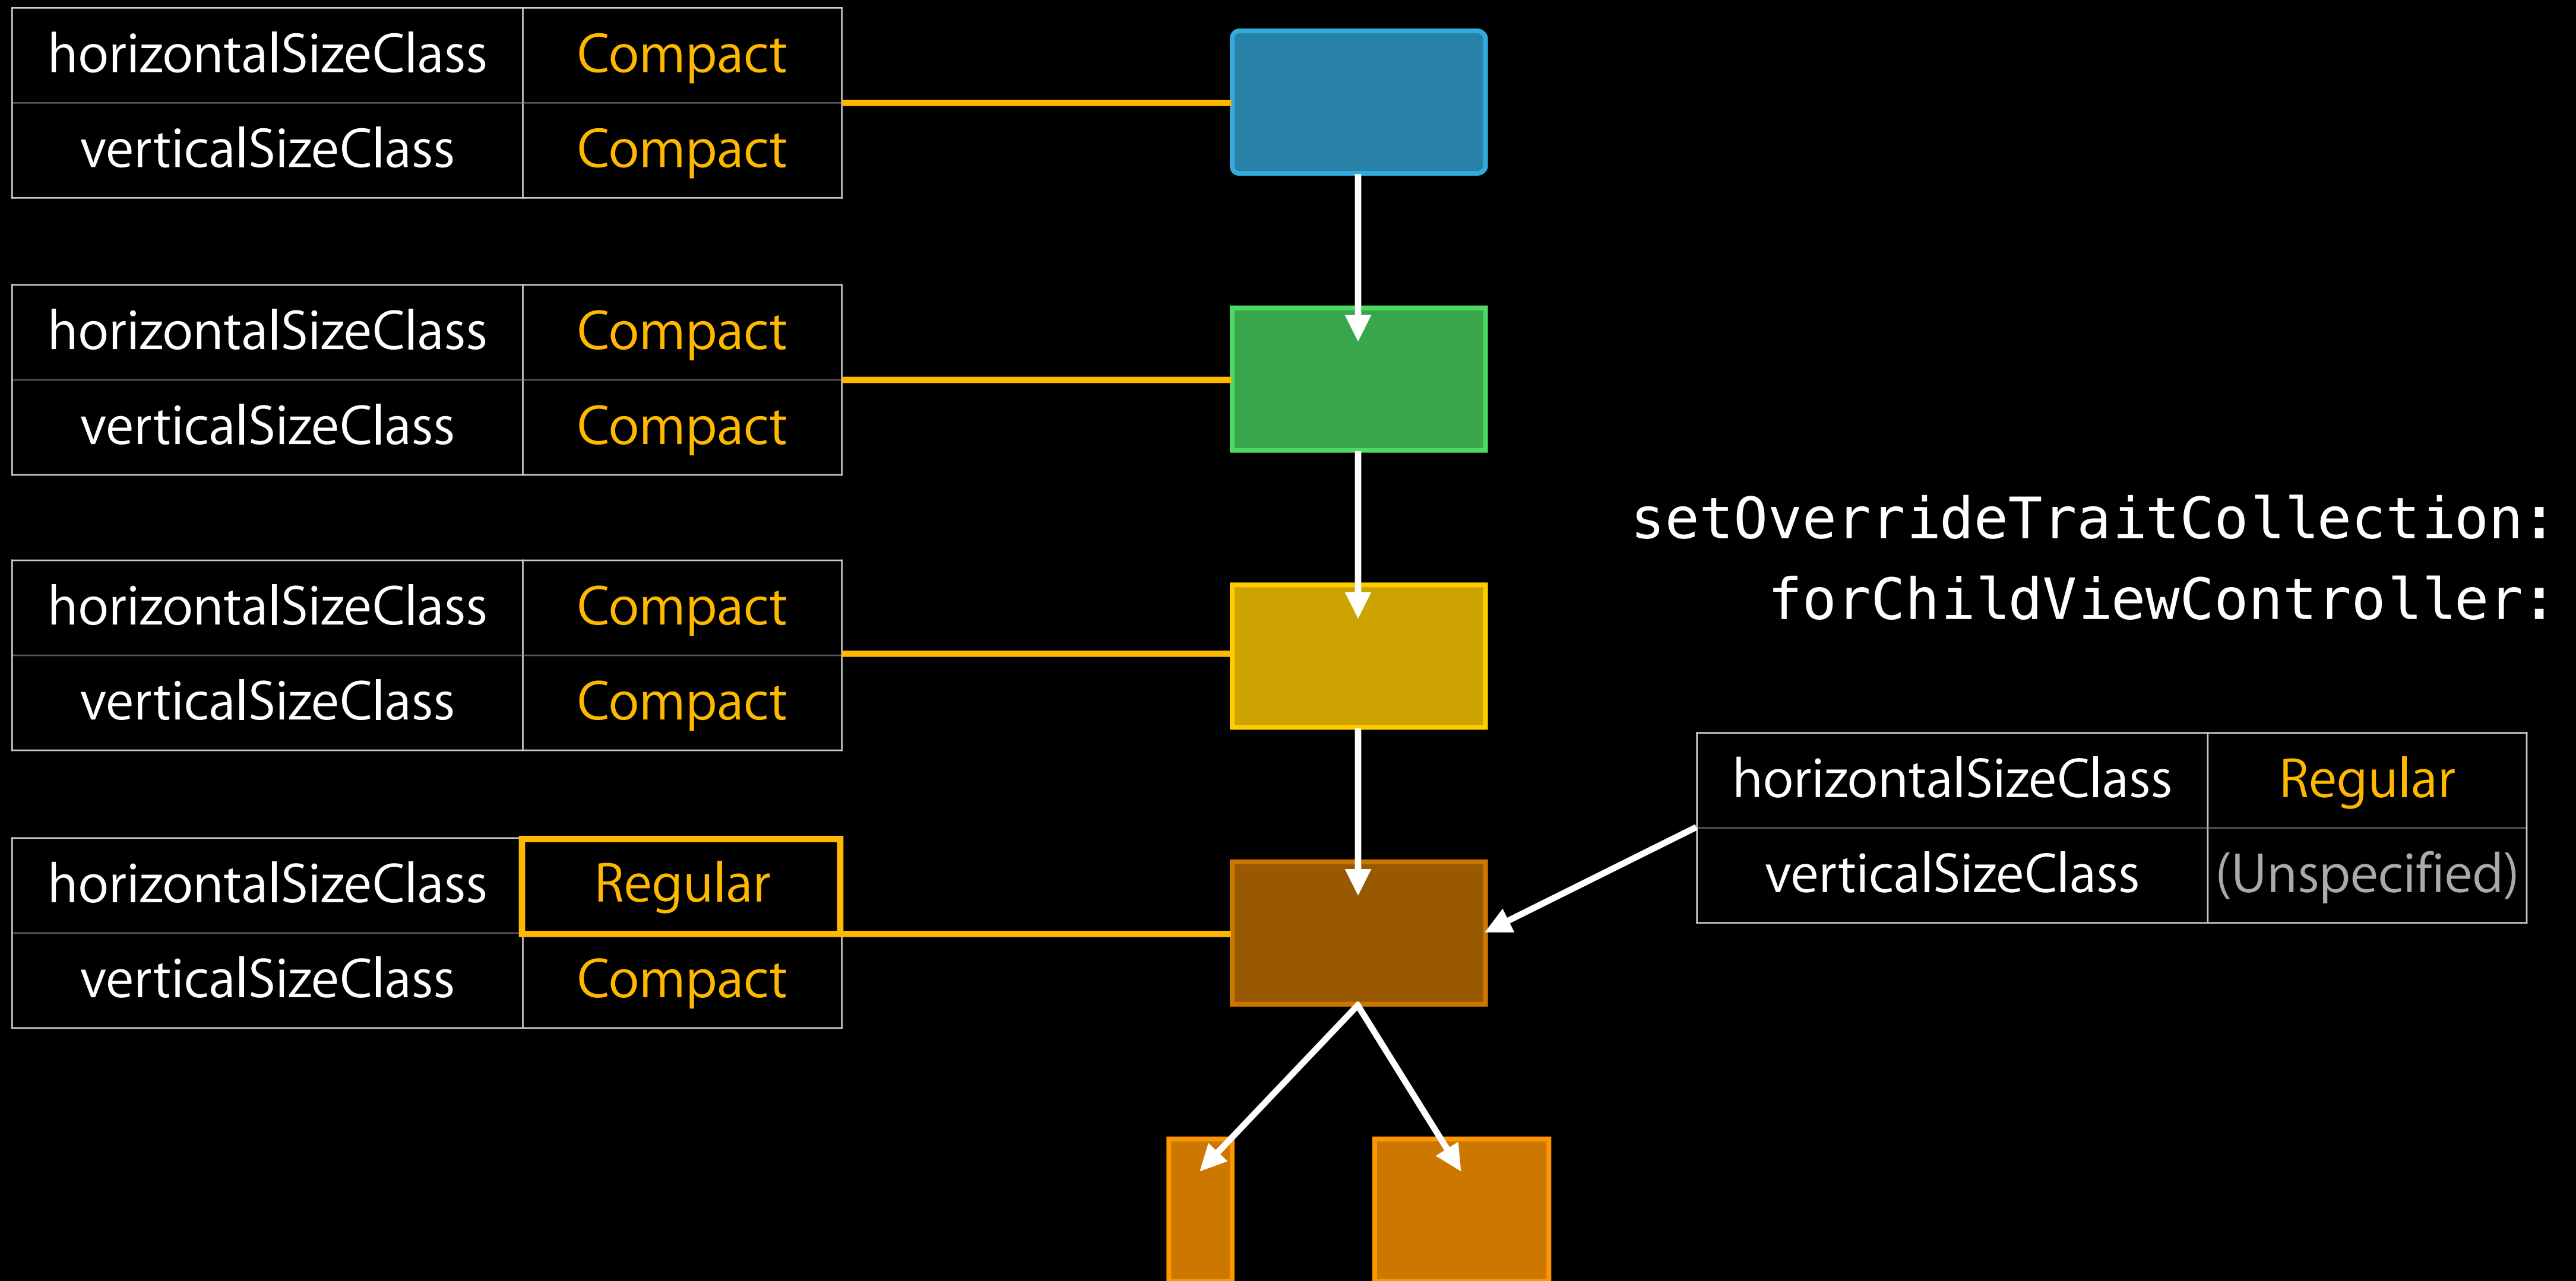 horizontalSizeClass Compact
verticalSizeClass Compact
horizontalSizeClass Compact
verticalSizeClass Compact
setOverrideTraitCollection:
forChildViewController:
horizontalSizeClass Compact
verticalSizeClass Compact
horizontalSizeClass Regular
verticalSizeClass (Unspecified)
horizontalSizeClass Regular
verticalSizeClass Compact